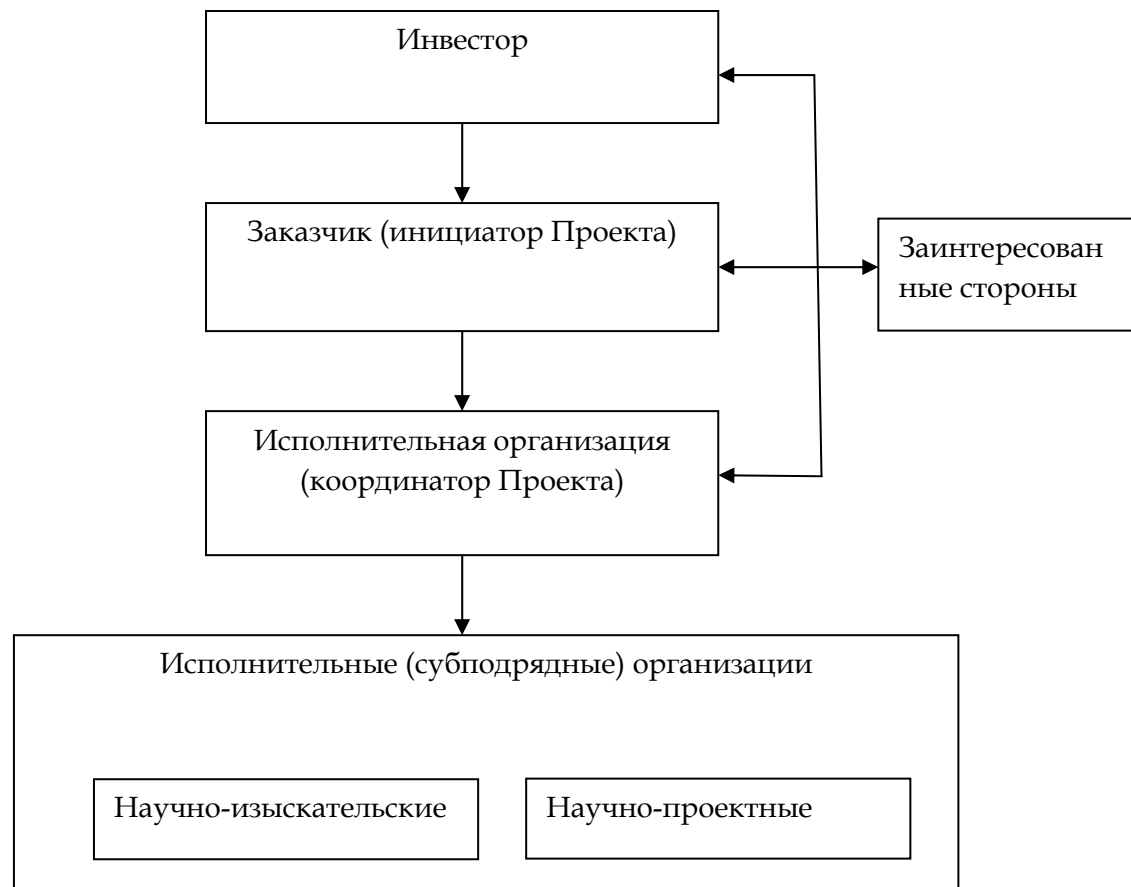 Инвестор
Заказчик (инициатор Проекта)
Заинтересован
ные стороны
Исполнительная организация
(координатор Проекта)
Исполнительные (субподрядные) организации
Научно-изыскательские
Научно-проектные